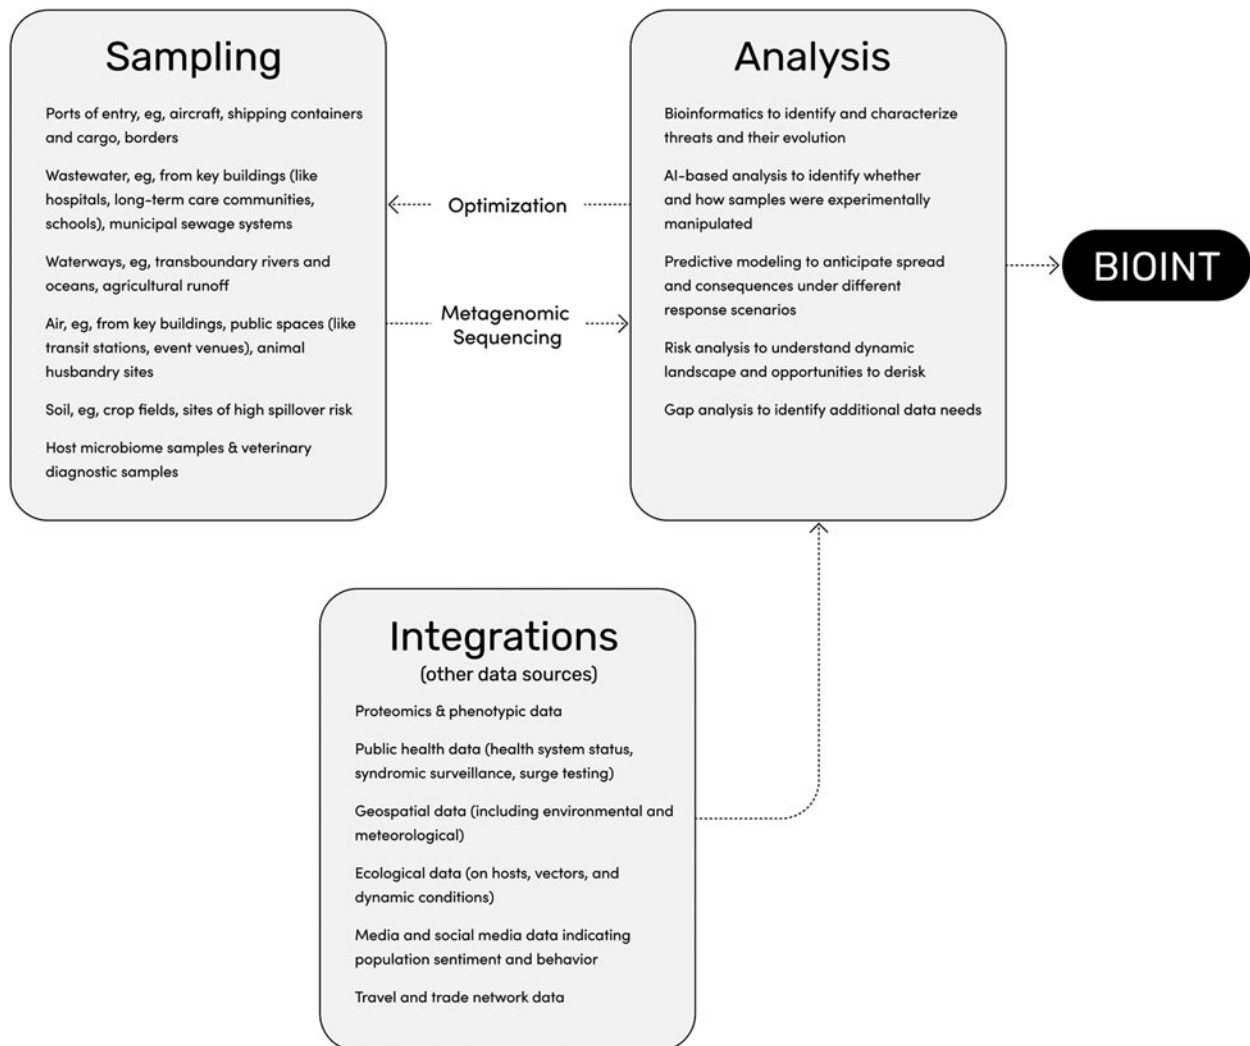 Sampling
Ports of entry, eg, aircraft, shipping containers
and cargo, borders
Wastewater, eg, from key buildings (like
hospitals, long-term care communities,
schools), municipal sewage systems
Waterways, eg, transboundary rivers and
oceans, agricultural runoff
Air, eg, from key buildings, public spaces (like
transit stations, event venues), animal
husbandry sites
Soil, eg, crop fields, sites of high spillover risk
Host microbiome samples & veterinary
diagnostic samples
Optimization
Metagenomic
Sequencing
Analysis
Bioinformatics to identify and characterize
threats and their evolution
AI-based analysis to identify whether
and how samples were experimentally
manipulated
Predictive modeling to anticipate spread
and consequences under different
response scenarios
Risk analysis to understand dynamic
landscape and opportunities to derisk
Gap analysis to identify additional data needs
BIOINT
Integrations
(other data sources)
Proteomics & phenotypic data
Public health data (health system status,
syndromic surveillance, surge testing)
Geospatial data (including environmental and
meteorological)
Ecological data (on hosts, vectors, and
dynamic conditions)
Media and social media data indicating
population sentiment and behavior
Travel and trade network data